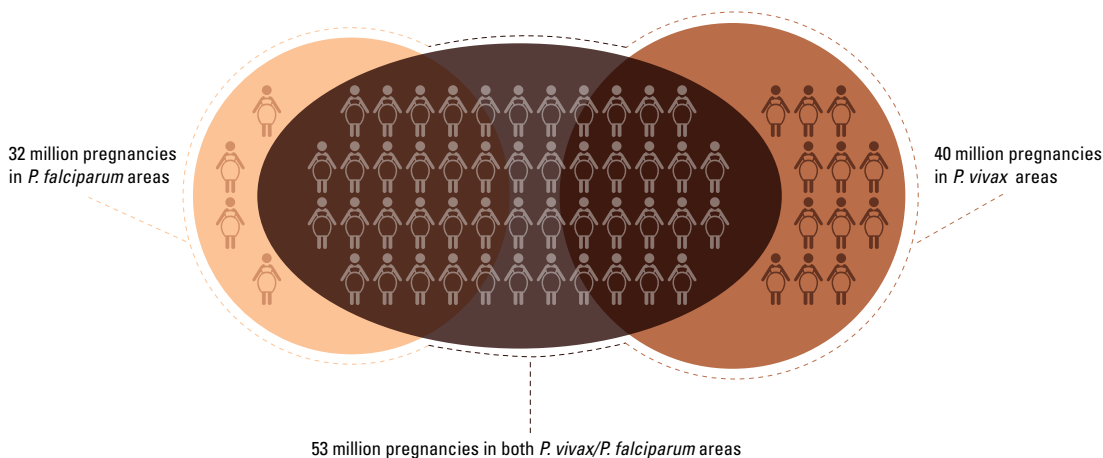 32 million pregnancies
in P. falciparum areas
40 million pregnancies
in P. vivax areas
53 million pregnancies in both P. vivax/P. falciparum areas